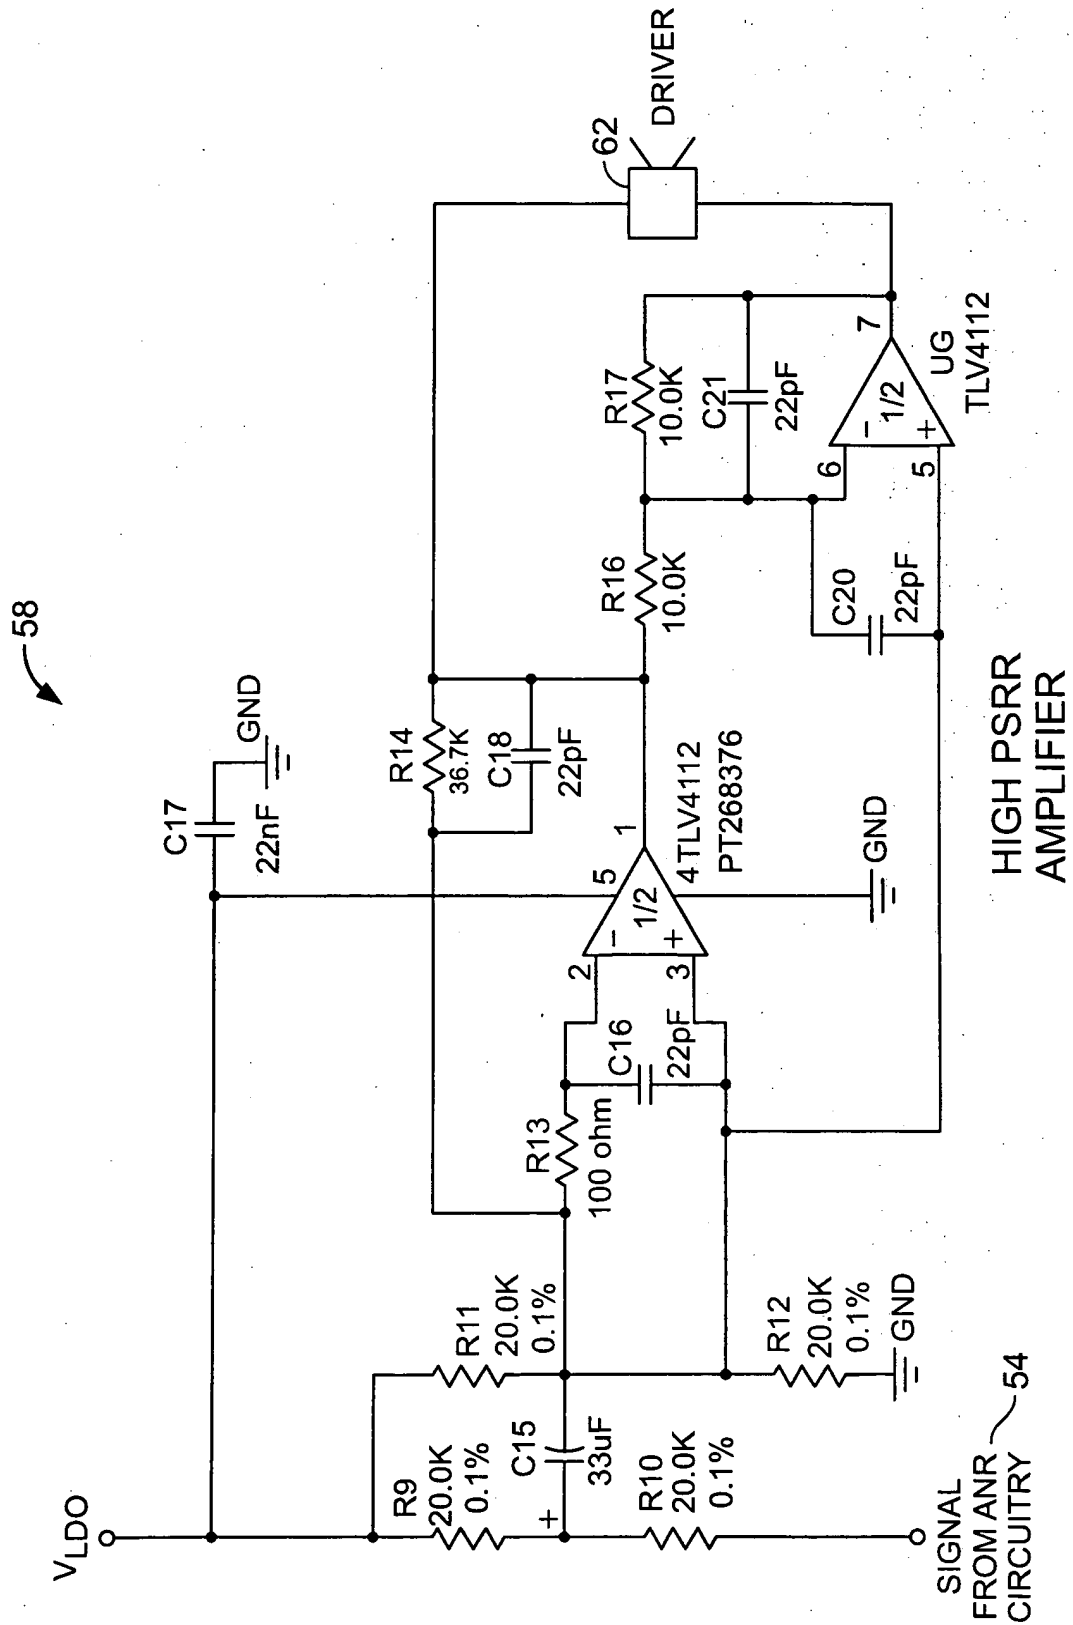 58
V_LDO
C17
22nF
GND
R14
36.7K
C18
22pF
R9
20.0K
0.1%
R11
20.0K
0.1%
+
C15
33uF
R10
20.0K
0.1%
R12
20.0K
0.1%
GND
SIGNAL
FROM ANR
CIRCUITRY
54
R13
100 ohm
C16
22pF
2
3
−
+
1/2
5
4
1
TLV4112
PT268376
GND
R16
10.0K
R17
10.0K
C21
22pF
C20
22pF
6
5
−
+
1/2
7
UG
TLV4112
62
DRIVER
HIGH PSRR
AMPLIFIER